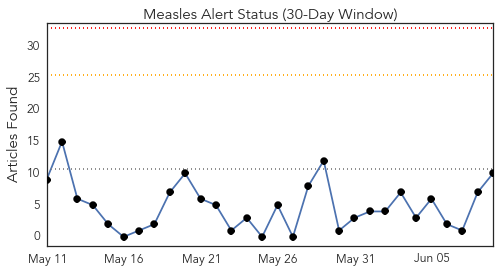 Measles Alert Status (30-Day Window)
Articles Found
30
25
20
15
10
5
0
May 11
May 16
May 21
May 26
May 31
Jun 05